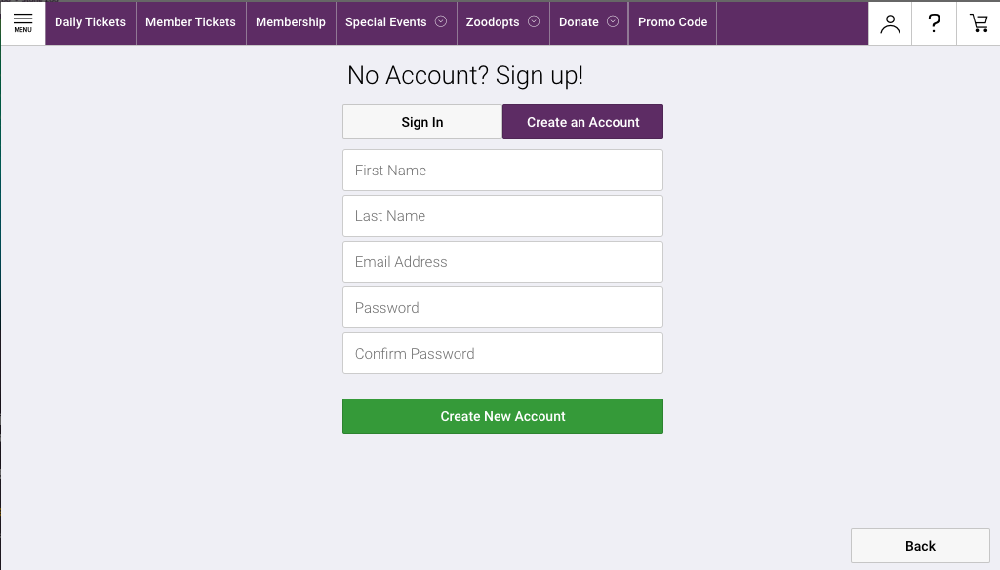 MENU
Daily Tickets
Member Tickets
Membership
Special Events
Zoodopts
Donate
Promo Code
?
No Account? Sign up!
Sign In
Create an Account
First Name
Last Name
Email Address
Password
Confirm Password
Create New Account
Back